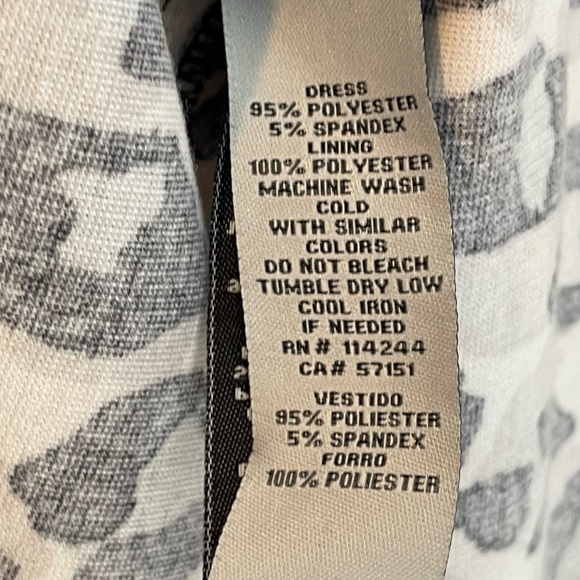 DRESS
95% POLYESTER
5% SPANDEX
LINING
100% POLYESTER
MACHINE WASH
COLD
WITH SIMILAR
COLORS
DO NOT BLEACH
TUMBLE DRY LOW
COOL IRON
IF NEEDED
RN# 114244
CA# 57151
VESTIDO
95% POLIESTER
5% SPANDEX
FORRO
100% POLIESTER